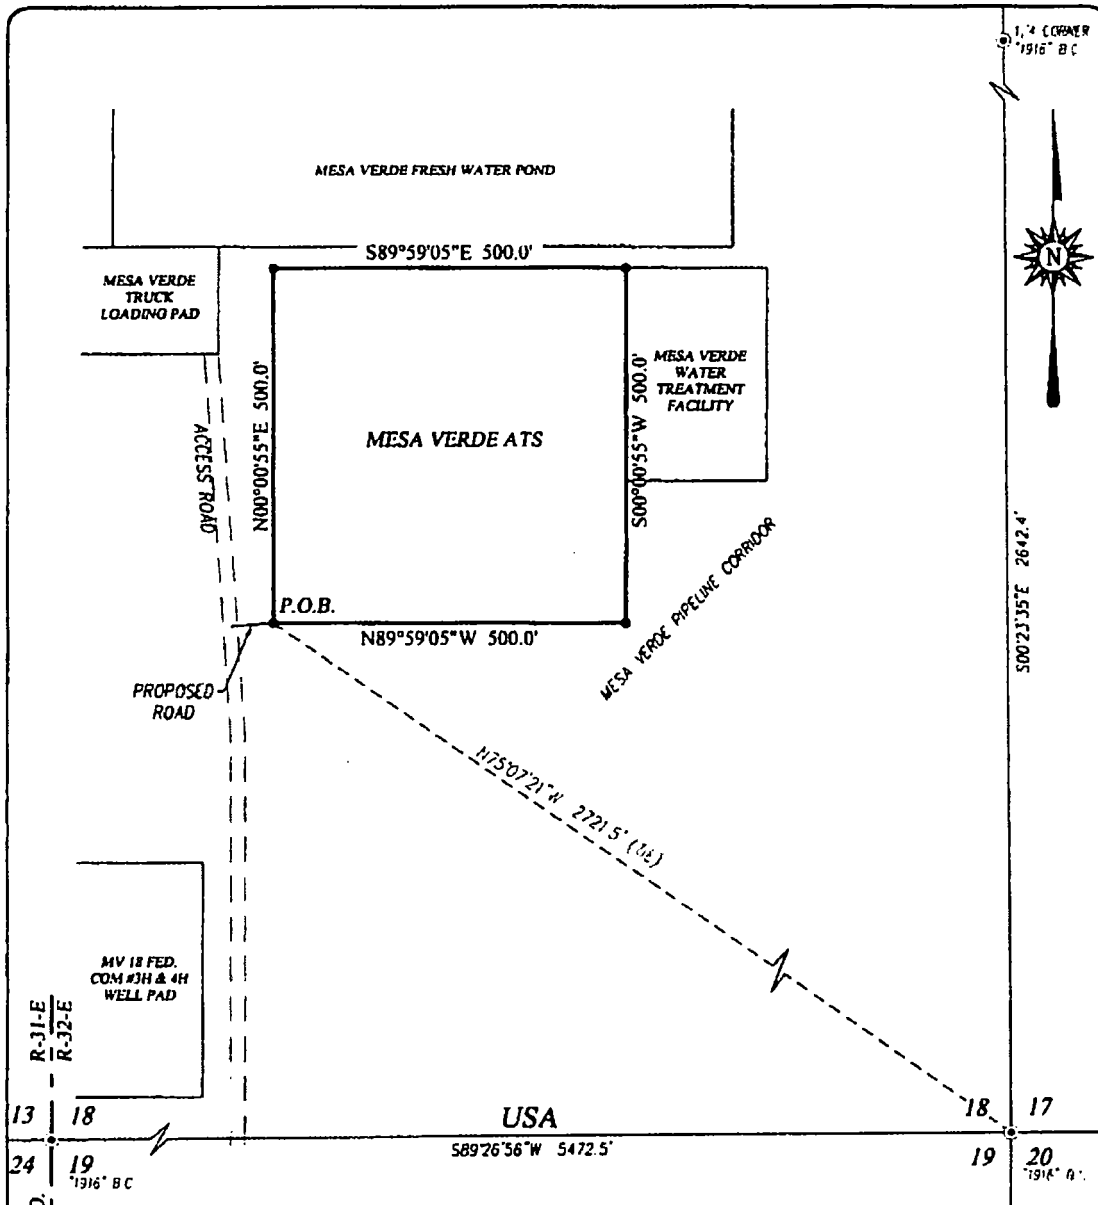 1/4 CORNER
"1916" B C
MESA VERDE FRESH WATER POND
S89°59'05"E 500.0'
MESA VERDE
TRUCK
LOADING PAD
N
MESA VERDE
WATER
TREATMENT
FACILITY
N00°00'55"E 500.0'
S00°00'55"W 500.0'
MESA VERDE ATS
ACCESS ROAD
MESA VERDE PIPELINE CORRIDOR
S00°23'35"E 2642.4'
P.O.B.
N89°59'05"W 500.0'
PROPOSED
ROAD
N75°07'21"W 2721.5'
MV 18 FED.
COM #3H & 4H
WELL PAD
R-31-E
R-32-E
13 18
USA
18 17
S89°26'56"W 5472.5'
24 19
"1916" B C
19 20
"1916"
D.